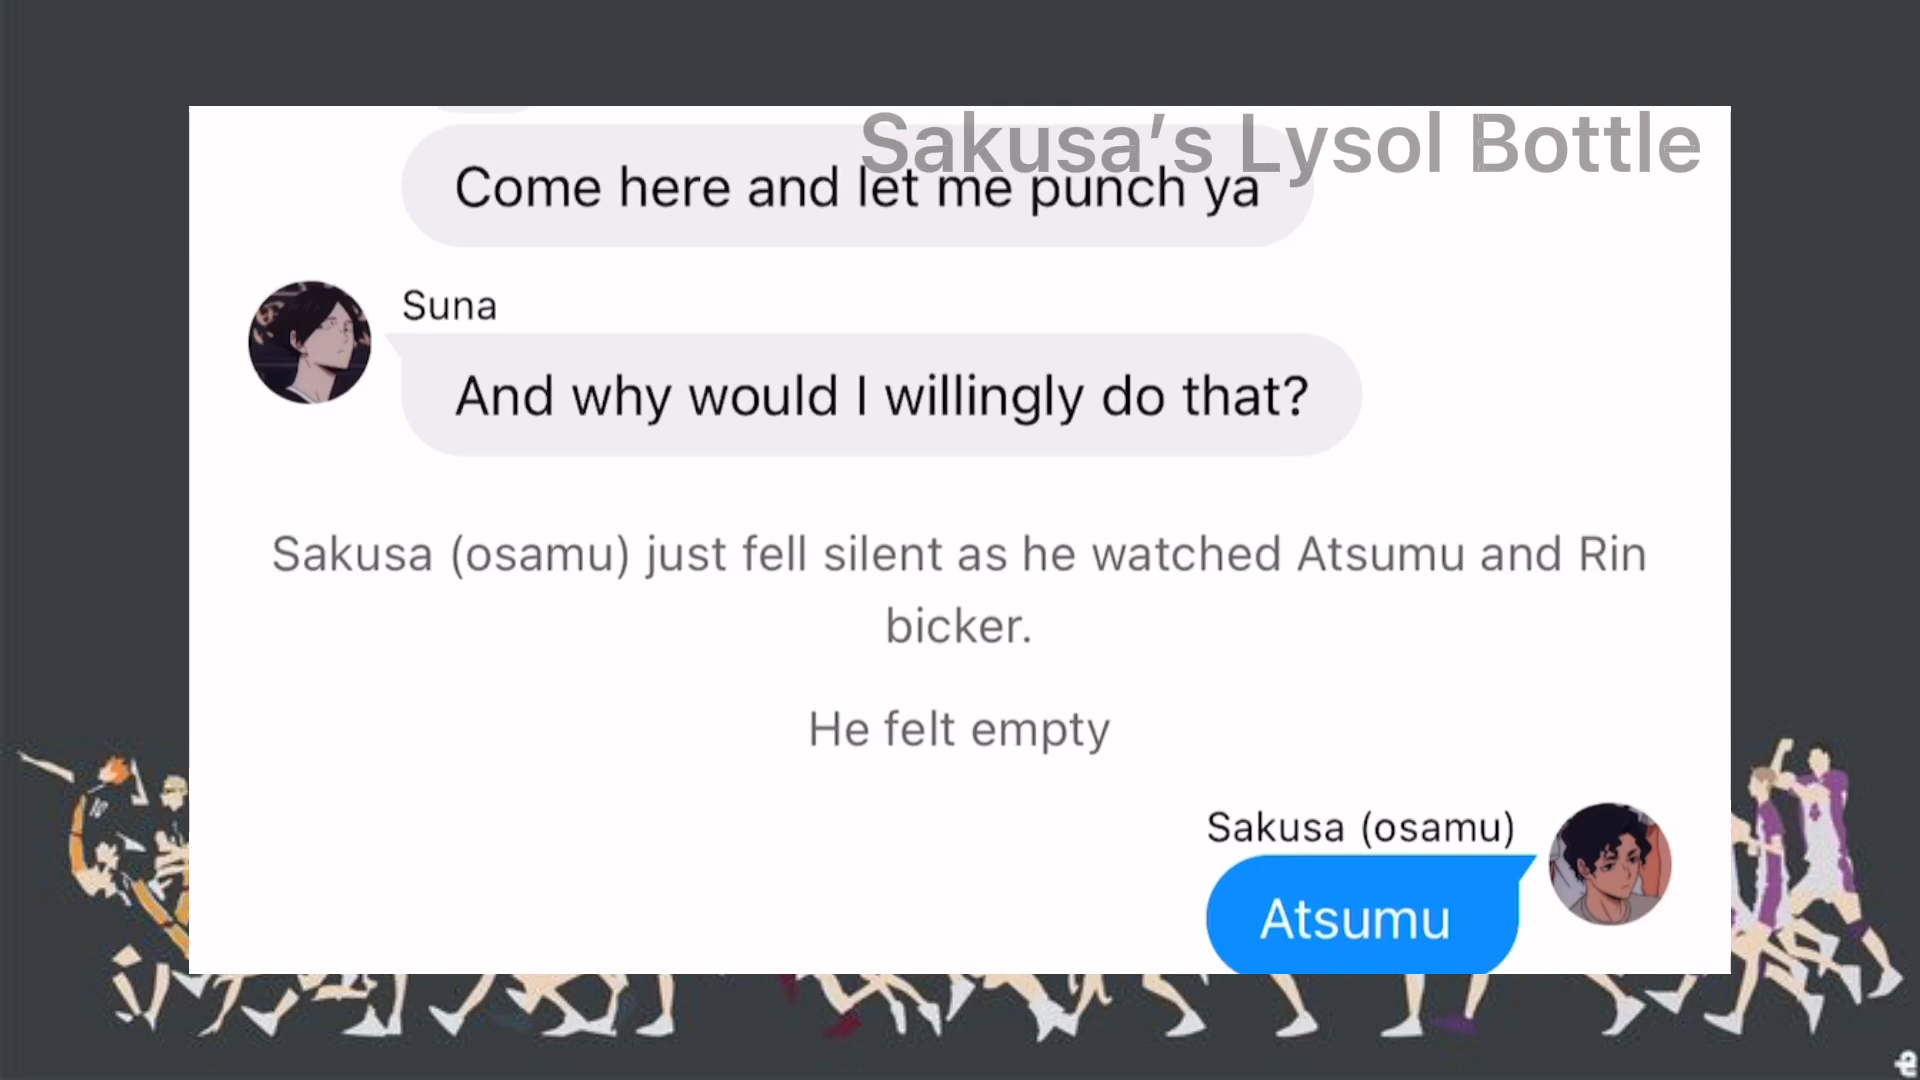 Sakusa’s Lysol Bottle
Come here and let me punch ya
Suna
And why would I willingly do that?
Sakusa (osamu) just fell silent as he watched Atsumu and Rin
bicker.
He felt empty
Sakusa (osamu)
Atsumu